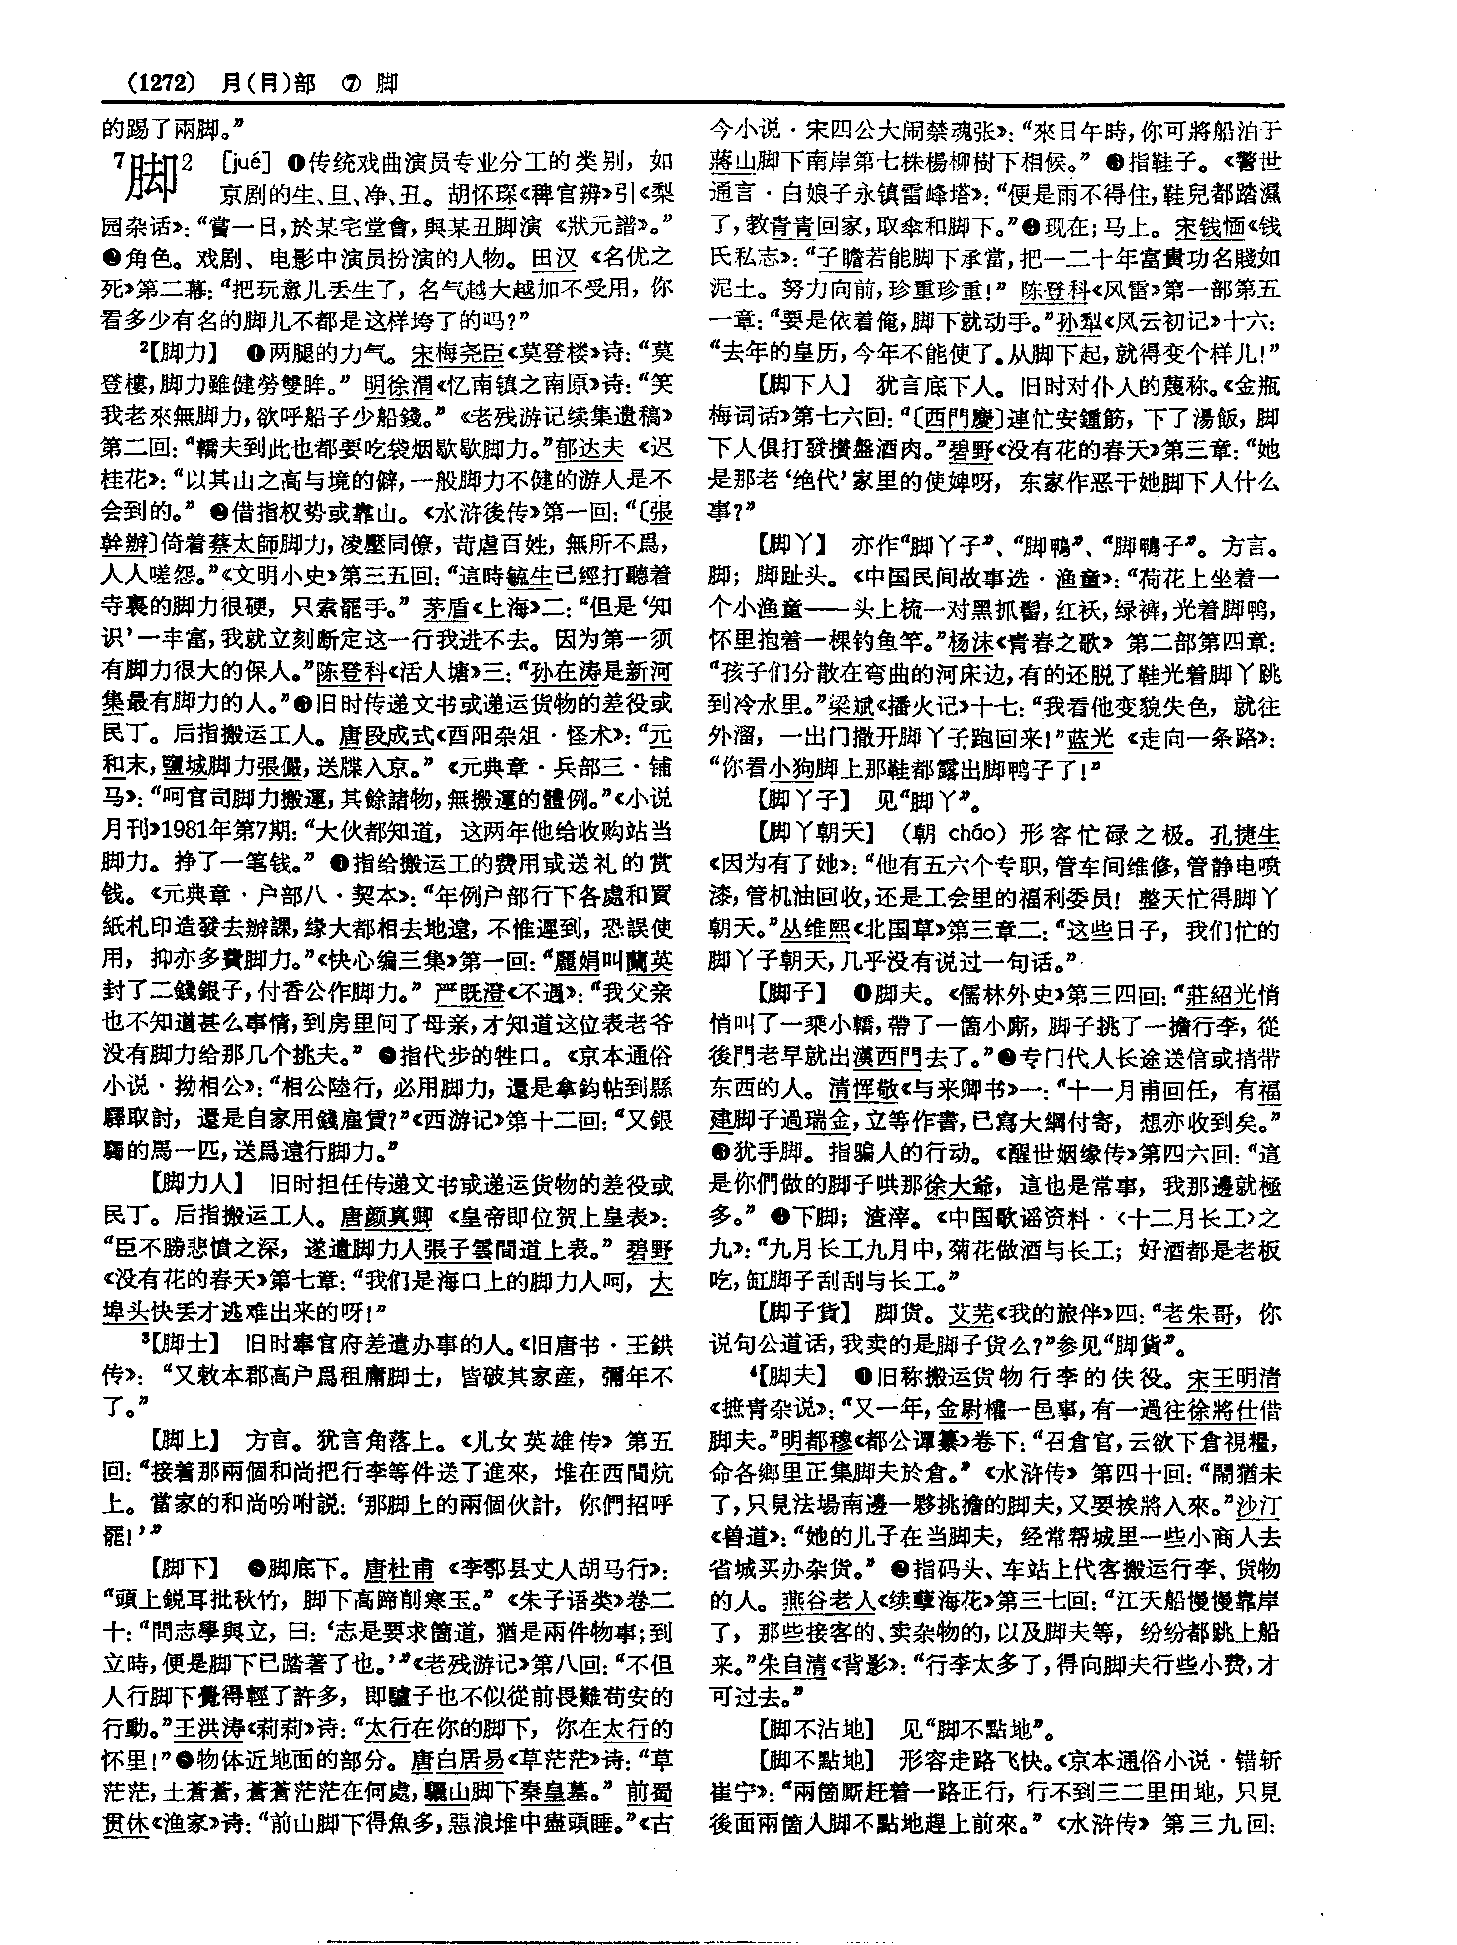 (1272) 月(⺼)部 ⑦ 脚
的踢了兩脚。”
7脚2 [jué] ❶传统戏曲演员专业分工的类别，如
京剧的生、旦、净、丑。胡怀琛《稗官辨》引《梨
园杂话》：“嘗一日，於某宅堂會，與某丑脚演《狀元譜》。”
❷角色。戏剧、电影中演员扮演的人物。田汉《名优之
死》第二幕：“把玩意儿丢生了，名气越大越加不受用，你
看多少有名的脚儿不都是这样垮了的吗？”
2【脚力】 ❶两腿的力气。宋梅尧臣《莫登楼》诗：“莫
登樓，脚力雖健勞雙眸。” 明徐渭《忆南镇之南原》诗：“笑
我老來無脚力，欲呼船子少船錢。”《老残游记续集遗稿》
第二回：“轎夫到此也都要吃袋烟歇歇脚力。”郁达夫《迟
桂花》：“以其山之高与境的僻，一般脚力不健的游人是不
会到的。” ❷借指权势或靠山。《水浒後传》第一回：“〔張
幹辦〕倚着蔡太師脚力，凌壓同僚，苛虐百姓，無所不爲，
人人嗟怨。”《文明小史》第三五回：“這時毓生已經打聽着
寺裏的脚力很硬，只索罷手。” 茅盾《上海》二：“但是‘知
识’一丰富，我就立刻断定这一行我进不去。因为第一须
有脚力很大的保人。”陈登科《活人塘》三：“孙在涛是新河
集最有脚力的人。”❸旧时传递文书或递运货物的差役或
民丁。后指搬运工人。唐段成式《酉阳杂俎·怪术》：“元
和末，鹽城脚力張儼，送牒入京。”《元典章·兵部三·铺
马》：“呵官司脚力搬運，其餘諸物，無搬運的體例。”《小说
月刊》1981年第7期：“大伙都知道，这两年他给收购站当
脚力。挣了一笔钱。” ❹指给搬运工的费用或送礼的赏
钱。《元典章·户部八·契本》：“年例户部行下各處和買
紙札印造發去辦課，緣大都相去地遠，不惟遲到，恐誤使
用，抑亦多費脚力。”《快心编三集》第一回：“麗娟叫蘭英
封了二錢銀子，付香公作脚力。” 严既澄《不遇》：“我父亲
也不知道甚么事情，到房里问了母亲，才知道这位表老爷
没有脚力给那几个挑夫。” ❺指代步的牲口。《京本通俗
小说·拗相公》：“相公陸行，必用脚力，還是拿鈞帖到縣
驛取討，還是自家用錢雇賃？”《西游记》第十二回：“又銀
騸的馬一匹，送爲遠行脚力。”
【脚力人】 旧时担任传递文书或递运货物的差役或
民丁。后指搬运工人。唐颜真卿《皇帝即位贺上皇表》：
“臣不勝悲憤之深，遂遣脚力人張子雲間道上表。” 碧野
《没有花的春天》第七章：“我们是海口上的脚力人呵，大
埠头快丢才逃难出来的呀！”
3【脚士】 旧时奉官府差遣办事的人。《旧唐书·王鉷
传》：“又敕本郡高户爲租庸脚士，皆破其家産，彌年不
了。”
【脚上】 方言。犹言角落上。《儿女英雄传》第五
回：“接着那兩個和尚把行李等件送了進來，堆在西間炕
上。當家的和尚吩咐説：‘那脚上的兩個伙計，你們招呼
罷！’”
【脚下】 ❶脚底下。唐杜甫《李鄠县丈人胡马行》：
“頭上鋭耳批秋竹，脚下高蹄削寒玉。”《朱子语类》卷二
十：“問志學與立，曰：‘志是要求箇道，猶是兩件物事；到
立時，便是脚下已踏著了也。’”《老残游记》第八回：“不但
人行脚下覺得輕了許多，即驢子也不似從前畏難苟安的
行動。”王洪涛《莉莉》诗：“太行在你的脚下，你在太行的
怀里！”❷物体近地面的部分。唐白居易《草茫茫》诗：“草
茫茫，土蒼蒼，蒼蒼茫茫在何處，驪山脚下秦皇墓。” 前蜀
贯休《渔家》诗：“前山脚下得魚多，惡浪堆中盡頭睡。”《古
今小说·宋四公大闹禁魂张》：“來日午時，你可將船泊于
蔣山脚下南岸第七株楊柳樹下相候。” ❸指鞋子。《警世
通言·白娘子永镇雷峰塔》：“便是雨不得住，鞋兒都踏濕
了，教青青回家，取傘和脚下。”❹现在；马上。宋钱愐《钱
氏私志》：“子瞻若能脚下承當，把一二十年富貴功名賤如
泥土。努力向前，珍重珍重！” 陈登科《风雷》第一部第五
一章：“要是依着俺，脚下就动手。”孙犁《风云初记》十六：
“去年的皇历，今年不能使了。从脚下起，就得变个样儿！”
【脚下人】 犹言底下人。旧时对仆人的蔑称。《金瓶
梅词话》第七六回：“〔西門慶〕連忙安鍾筯，下了湯飯，脚
下人俱打發攢盤酒肉。”碧野《没有花的春天》第三章：“她
是那老‘绝代’家里的使婢呀，东家作恶干她脚下人什么
事？”
【脚丫】 亦作“脚丫子”、“脚鸭”、“脚鸭子”。方言。
脚；脚趾头。《中国民间故事选·渔童》：“荷花上坐着一
个小渔童——头上梳一对黑抓髻，红袄，绿裤，光着脚鸭，
怀里抱着一棵钓鱼竿。”杨沫《青春之歌》第二部第四章：
“孩子们分散在弯曲的河床边，有的还脱了鞋光着脚丫跳
到冷水里。”梁斌《播火记》十七：“我看他变貌失色，就往
外溜，一出门撒开脚丫子跑回来！”蓝光《走向一条路》：
“你看小狗脚上那鞋都露出脚鸭子了！”
【脚丫子】 见“脚丫”。
【脚丫朝天】 （朝 cháo）形容忙碌之极。孔捷生
《因为有了她》：“他有五六个专职，管车间维修，管静电喷
漆，管机油回收，还是工会里的福利委员！整天忙得脚丫
朝天。”丛维熙《北国草》第三章二：“这些日子，我们忙的
脚丫子朝天，几乎没有说过一句话。”
【脚子】 ❶脚夫。《儒林外史》第三四回：“莊紹光悄
悄叫了一乘小轎，帶了一箇小厮，脚子挑了一擔行李，從
後門老早就出漢西門去了。”❷专门代人长途送信或捎带
东西的人。清恽敬《与来卿书》一：“十一月甫回任，有福
建脚子過瑞金，立等作書，已寫大綱付寄，想亦收到矣。”
❸犹手脚。指骗人的行动。《醒世姻缘传》第四六回：“這
是你們做的脚子哄那徐大爺，這也是常事，我那邊就極
多。” ❹下脚；渣滓。《中国歌谣资料·〈十二月长工〉之
九》：“九月长工九月中，菊花做酒与长工；好酒都是老板
吃，缸脚子刮刮与长工。”
【脚子貨】 脚货。艾芜《我的旅伴》四：“老朱哥，你
说句公道话，我卖的是脚子货么？”参见“脚貨”。
4【脚夫】 ❶旧称搬运货物行李的伕役。宋王明清
《摭青杂说》：“又一年，金尉權一邑事，有一過往徐將仕借
脚夫。”明都穆《都公谭纂》卷下：“召倉官，云欲下倉視糧，
命各鄉里正集脚夫於倉。”《水浒传》第四十回：“鬧猶未
了，只見法場南邊一夥挑擔的脚夫，又要挨將入來。”沙汀
《兽道》：“她的儿子在当脚夫，经常帮城里一些小商人去
省城买办杂货。” ❷指码头、车站上代客搬运行李、货物
的人。燕谷老人《续孽海花》第三七回：“江天船慢慢靠岸
了，那些接客的、卖杂物的，以及脚夫等，纷纷都跳上船
来。”朱自清《背影》：“行李太多了，得向脚夫行些小费，才
可过去。”
【脚不沾地】 见“脚不點地”。
【脚不點地】 形容走路飞快。《京本通俗小说·错斩
崔宁》：“兩箇厮赶着一路正行，行不到三二里田地，只見
後面兩箇人脚不點地趕上前來。”《水浒传》第三九回：